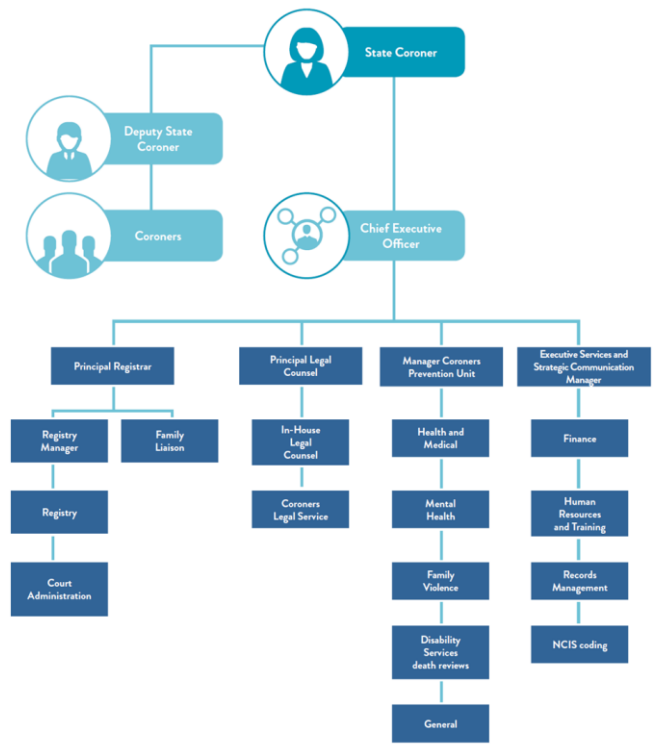 State Coroner
Deputy State
Coroner
Coroners
Chief Executive
Officer
Principal Registrar
Principal Legal
Counsel
Manager Coroners
Prevention Unit
Executive Services and
Strategic Communication
Manager
Registry
Manager
Family
Liaison
In-House
Legal
Counsel
Health and
Medical
Finance
Registry
Coroners
Legal Service
Mental
Health
Human
Resources
and Training
Court
Administration
Family
Violence
Records
Management
Disability
Services
death reviews
NCIS coding
General